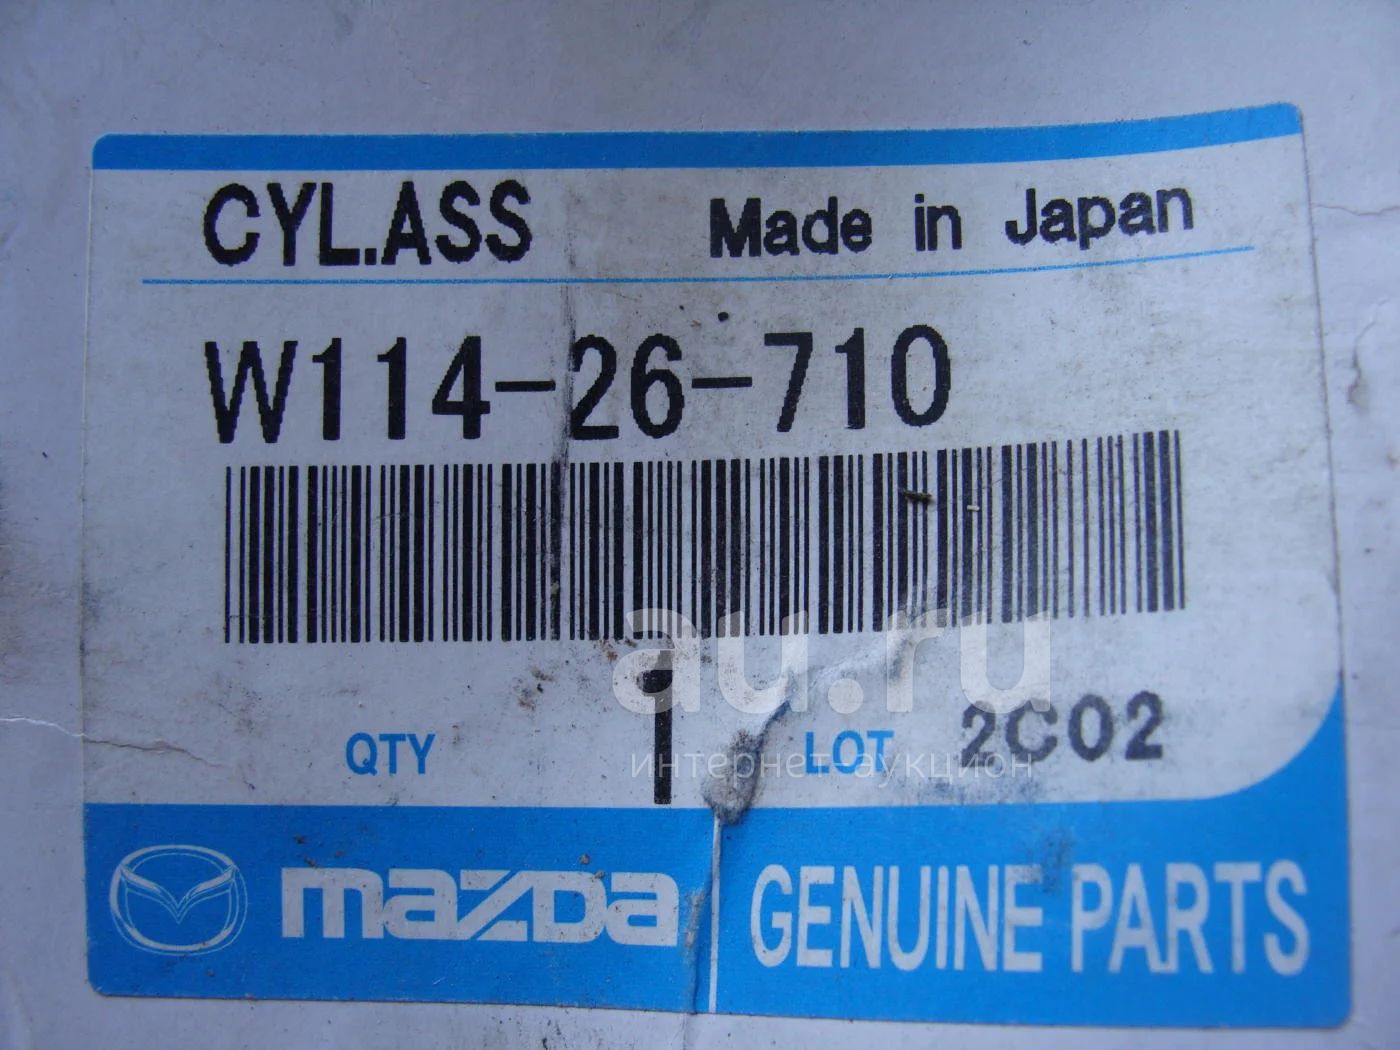 CYL.ASS Made in Japan
W114-26-710
au.ru
интернет аукцион
QTY 1 LOT 2C02
mazda GENUINE PARTS